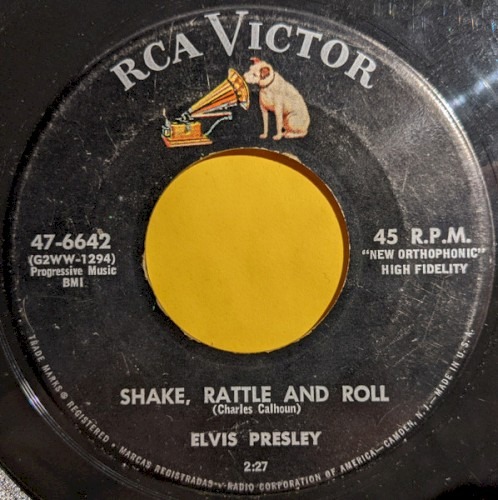 RCA VICTOR
47-6642
(G2WW-1294)
Progressive Music
BMI
45 R.P.M.
"NEW ORTHOPHONIC"
HIGH FIDELITY
SHAKE, RATTLE AND ROLL
(Charles Calhoun)
ELVIS PRESLEY
2:27
TRADE MARKS ® REGISTERED • MARCAS REGISTRADAS • RADIO CORPORATION OF AMERICA—CAMDEN, N.J.—MADE IN U.S.A.